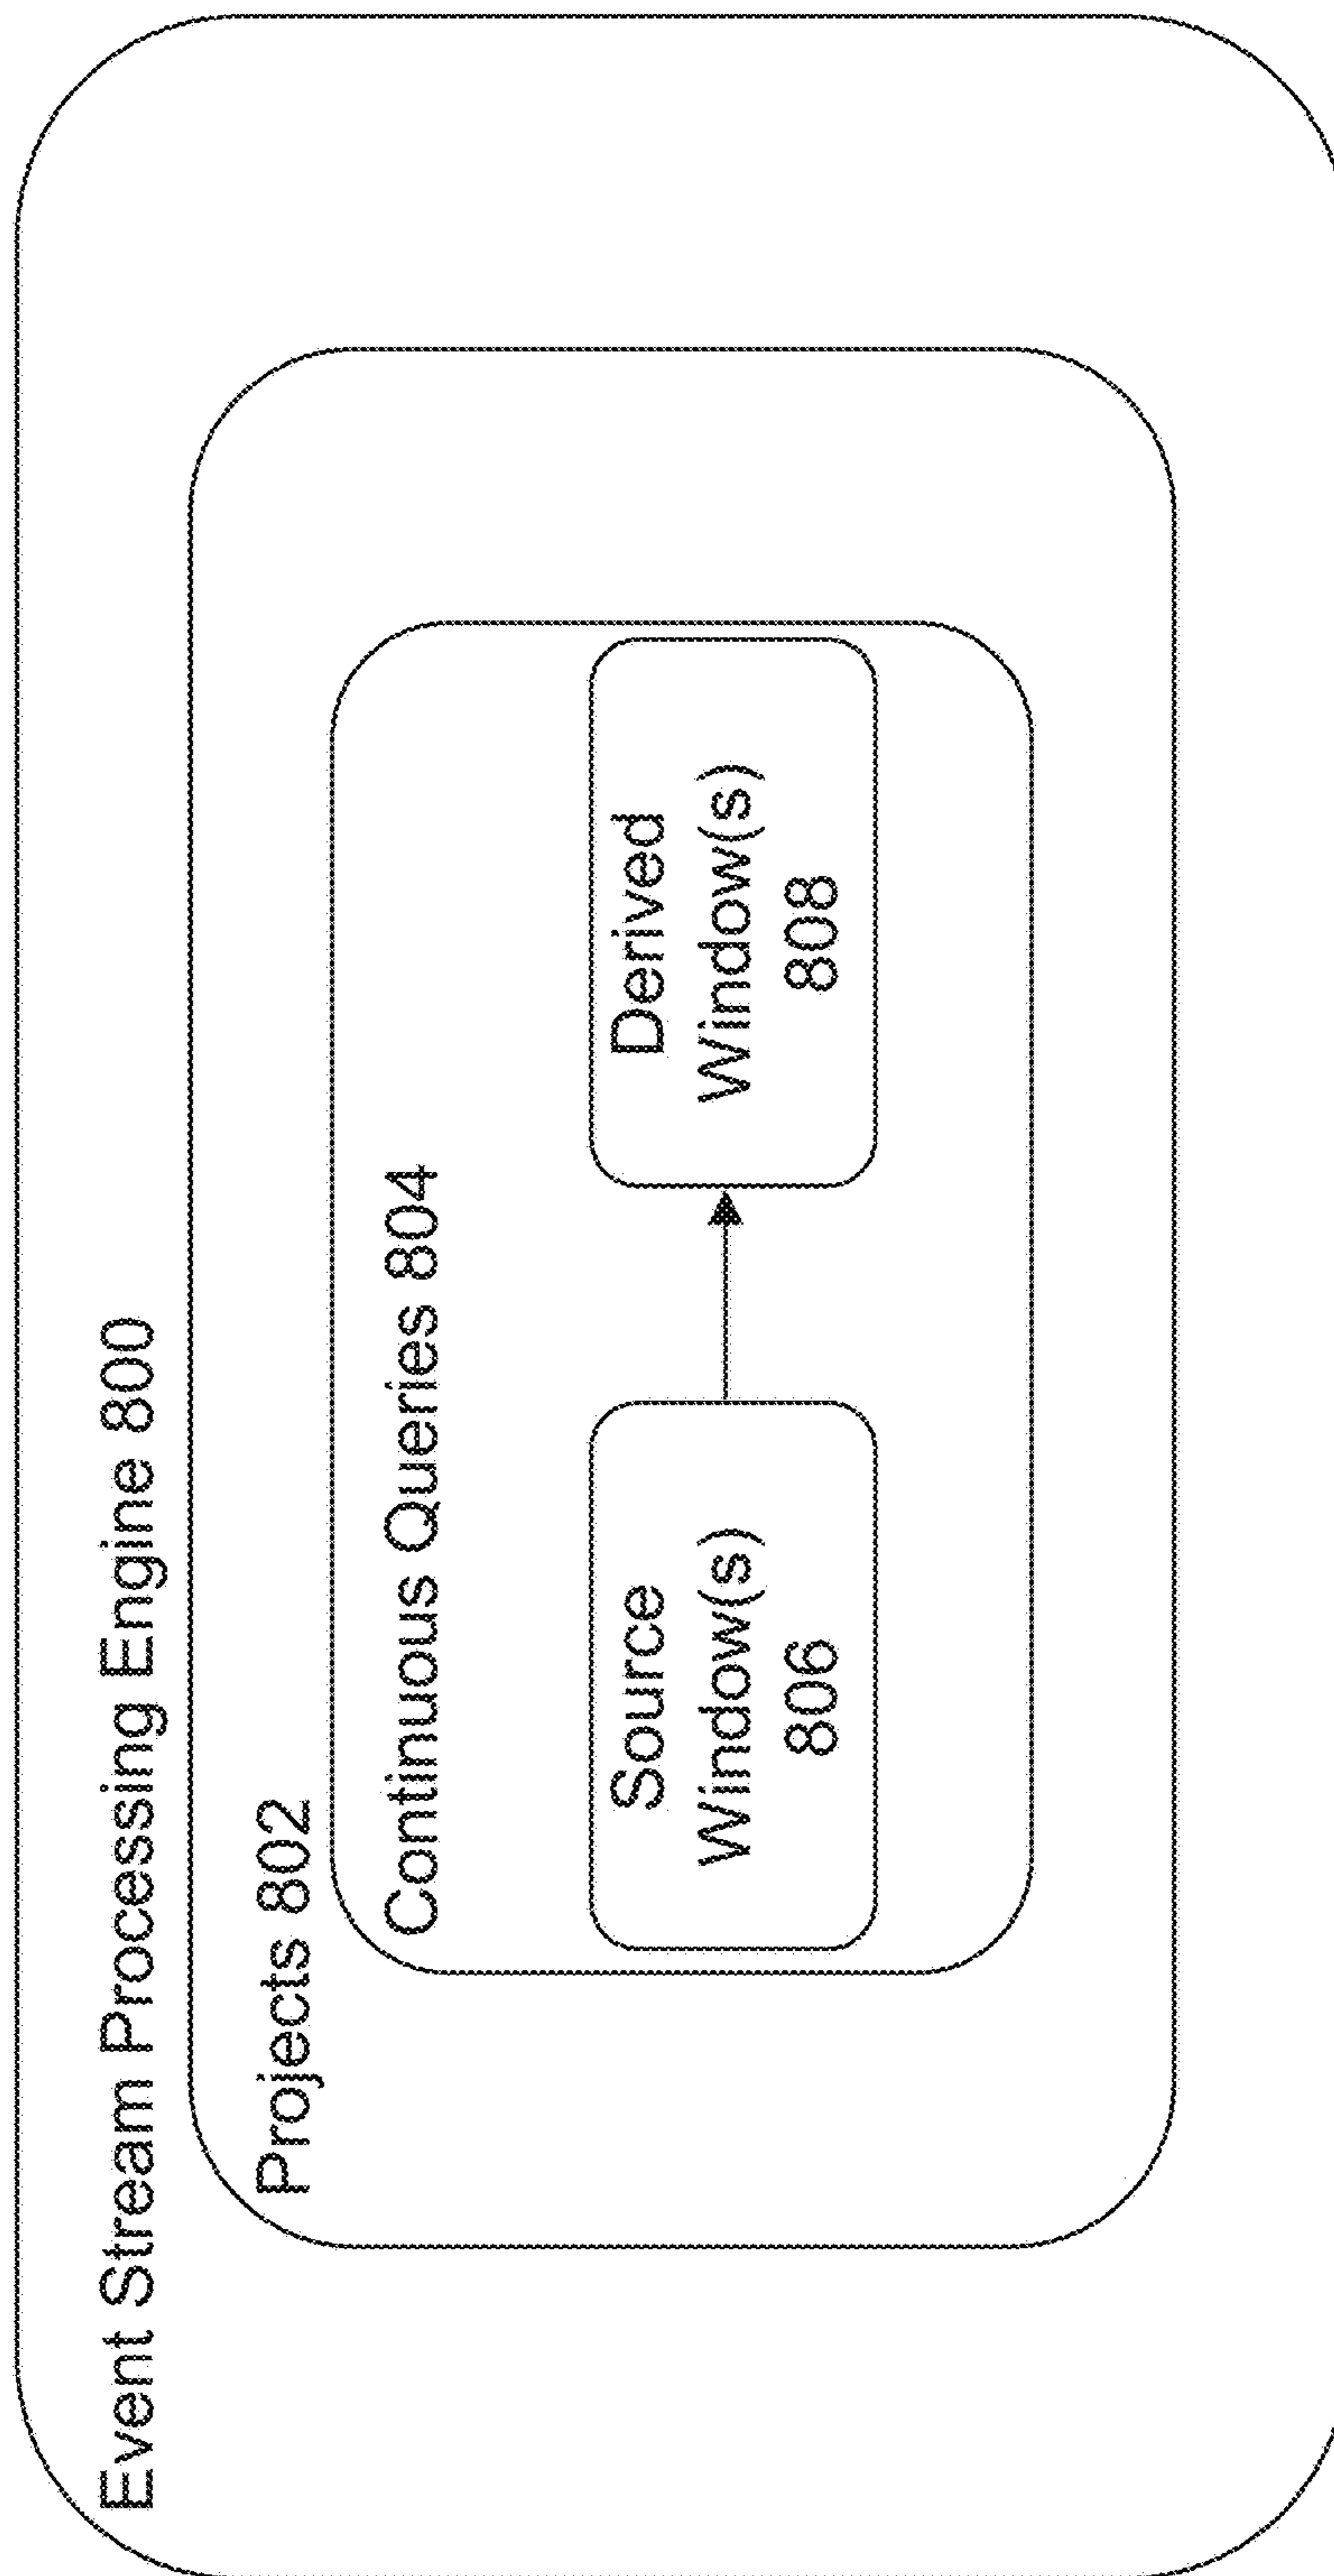 Event Stream Processing Engine 800
Projects 802
Continuous Queries 804
Source
Window(s)
806
Derived
Window(s)
808